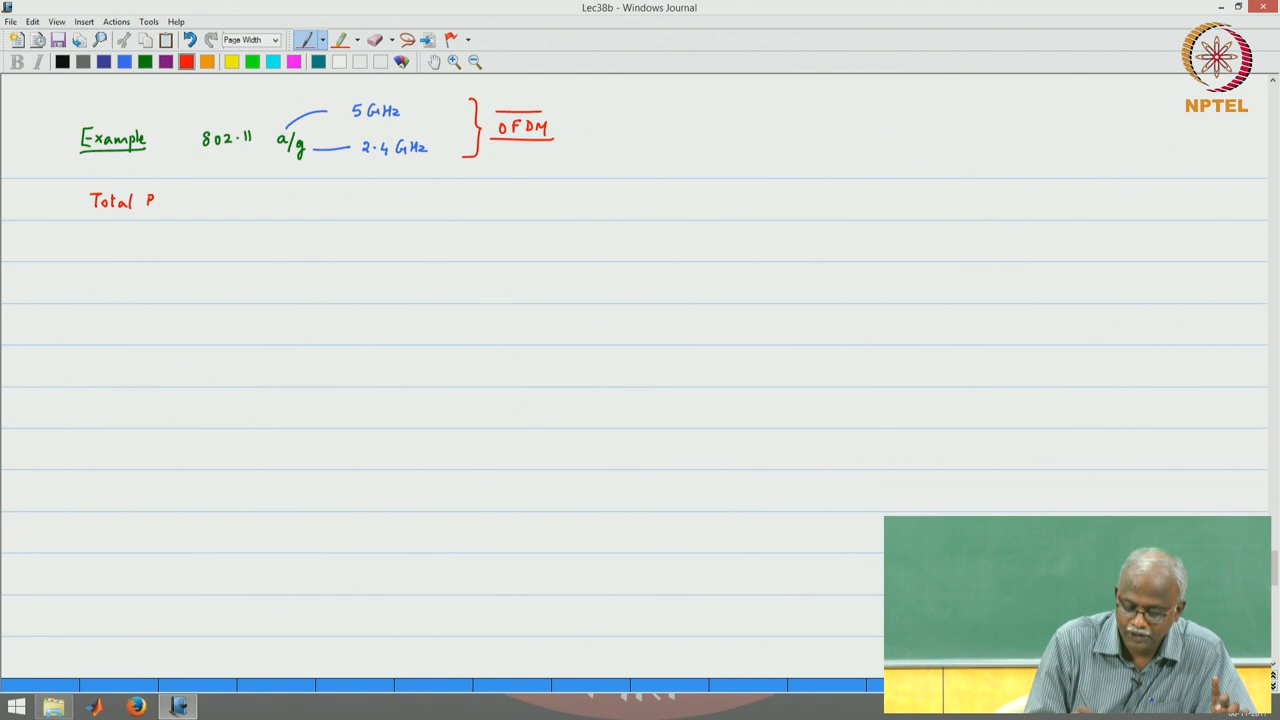 Lec38b - Windows Journal
File Edit View Insert Actions Tools Help
Page Width
B I
NPTEL
5 GHz
Example 802.11 a/g OFDM
2.4 GHz
Total P